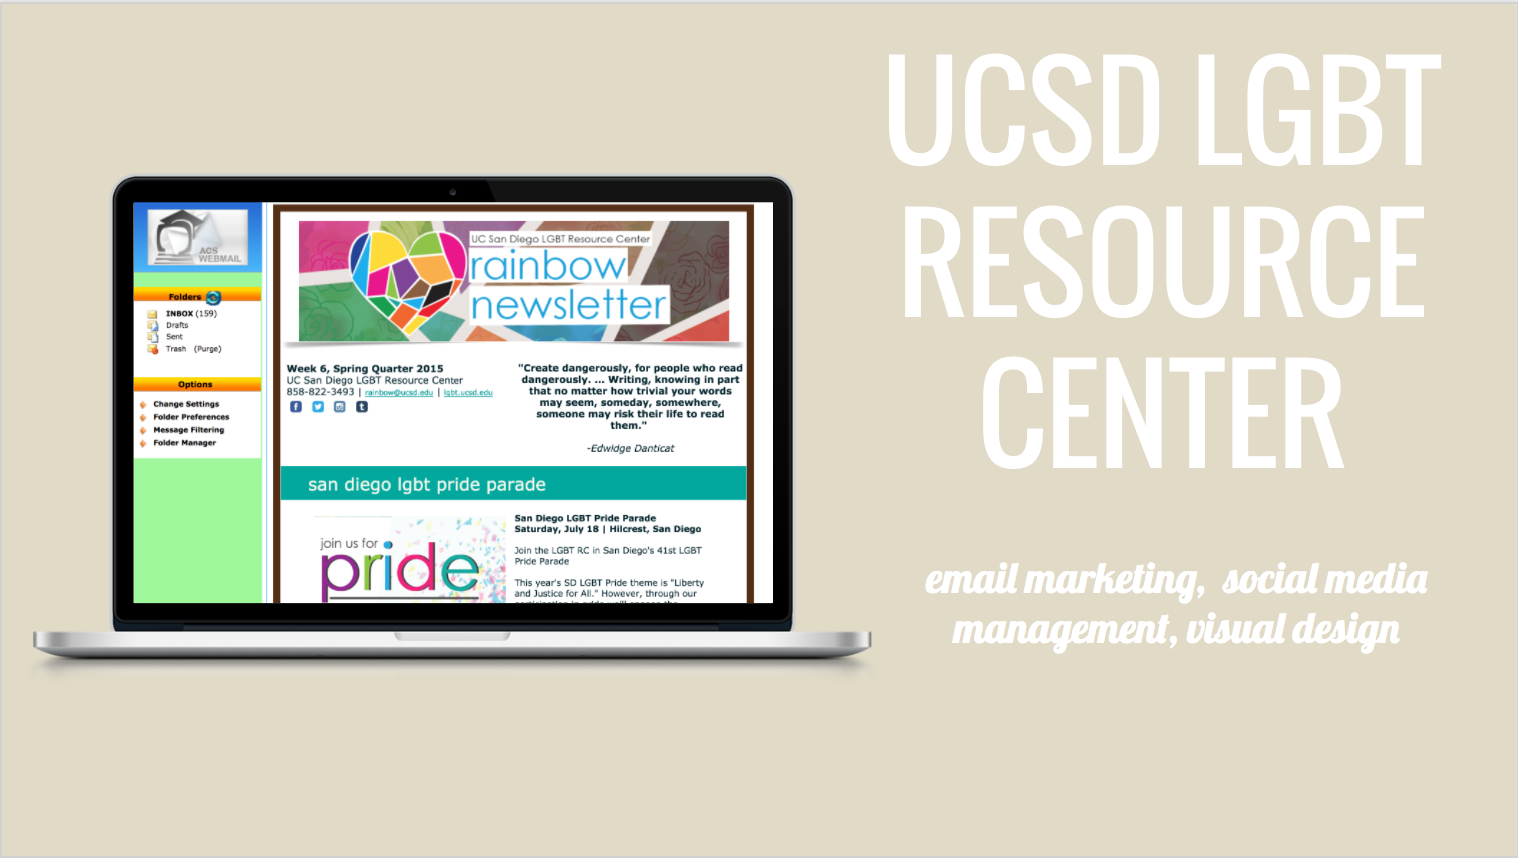 UCSD LGBT
RESOURCE
CENTER
email marketing, social media
management, visual design
ACS
WEBMAIL
Folders
INBOX (159)
Drafts
Sent
Trash (Purge)
Options
Change Settings
Folder Preferences
Message Filtering
Folder Manager
UC San Diego LGBT Resource Center
rainbow
newsletter
Week 6, Spring Quarter 2015
UC San Diego LGBT Resource Center
858-822-3493 | rainbow@ucsd.edu | lgbt.ucsd.edu
"Create dangerously, for people who read
dangerously. ... Writing, knowing in part
that no matter how trivial your words
may seem, someday, somewhere,
someone may risk their life to read
them."
-Edwidge Danticat
san diego lgbt pride parade
join us for
pride
San Diego LGBT Pride Parade
Saturday, July 18 | Hilcrest, San Diego
Join the LGBT RC in San Diego's 41st LGBT
Pride Parade
This year's SD LGBT Pride theme is "Liberty
and Justice for All." However, through our